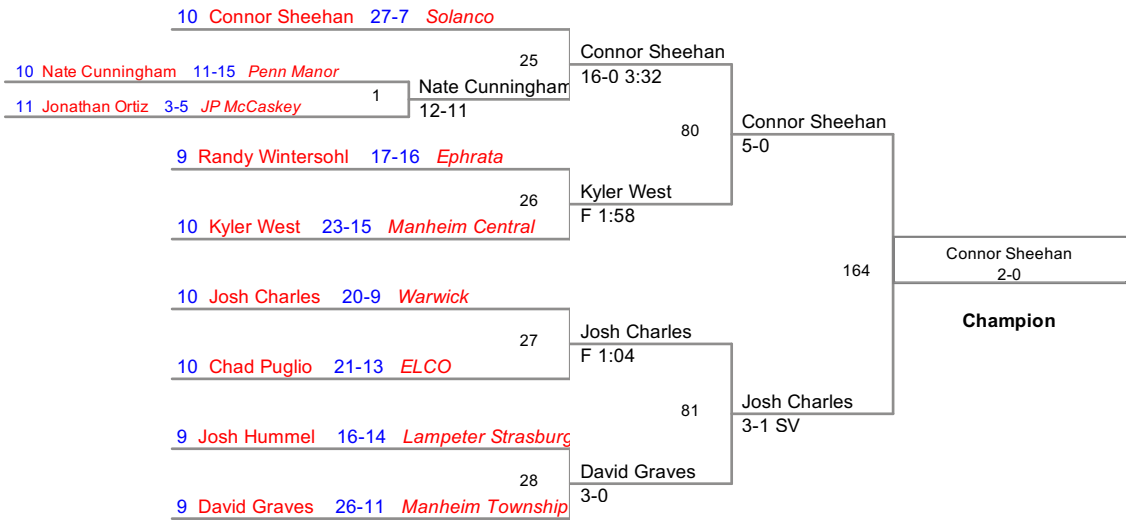 10 Connor Sheehan 27-7 Solanco
25
Connor Sheehan
16-0 3:32
10 Nate Cunningham 11-15 Penn Manor
1
Nate Cunningham
12-11
11 Jonathan Ortiz 3-5 JP McCaskey
80
Connor Sheehan
5-0
9 Randy Wintersohl 17-16 Ephrata
26
Kyler West
F 1:58
10 Kyler West 23-15 Manheim Central
164
Connor Sheehan
2-0
Champion
10 Josh Charles 20-9 Warwick
27
Josh Charles
F 1:04
10 Chad Puglio 21-13 ELCO
81
Josh Charles
3-1 SV
9 Josh Hummel 16-14 Lampeter Strasburg
28
David Graves
3-0
9 David Graves 26-11 Manheim Township